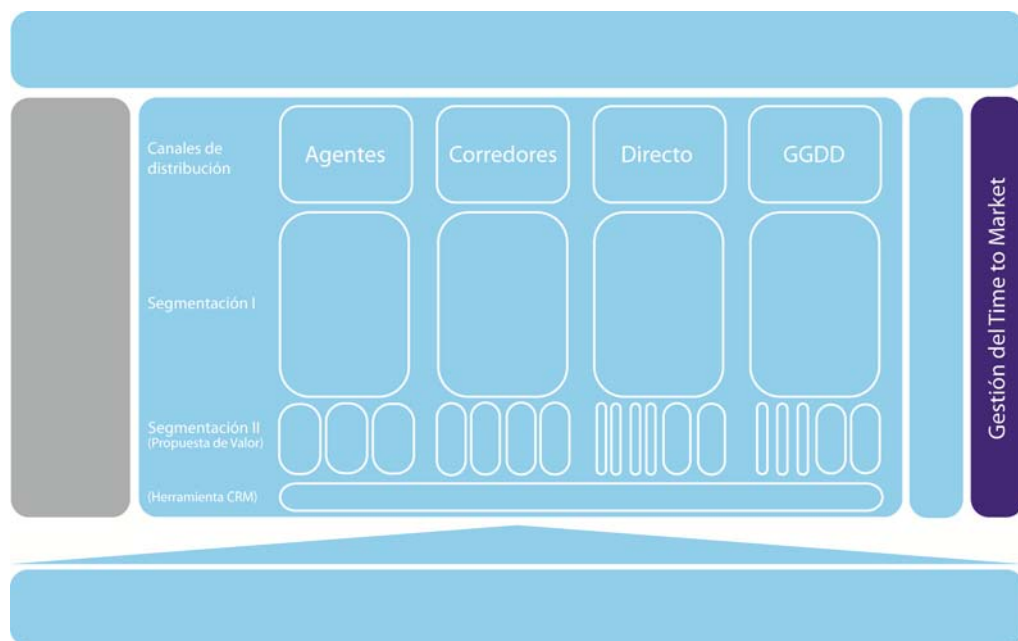 Canales de
distribución
Agentes
Corredores
Directo
GGDD
Segmentación I
Segmentación II
(Propuesta de Valor)
(Herramienta CRM)
Gestión del Time to Market